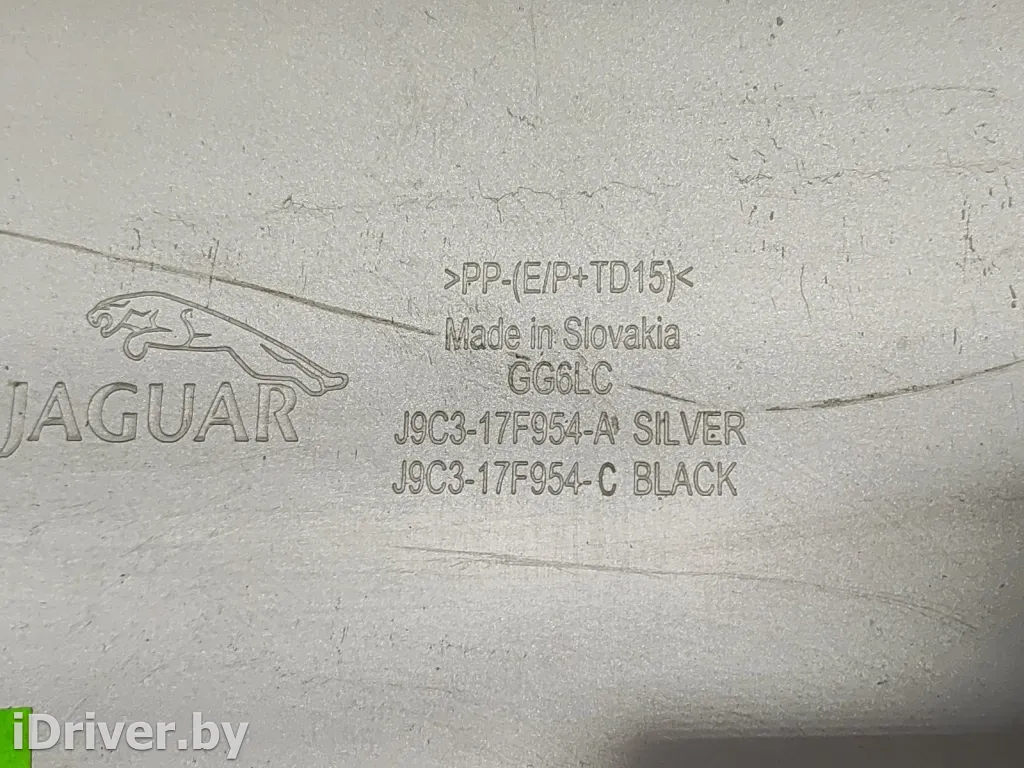 >PP-(E/P+TD15)<
Made in Slovakia
GG6LC
JAGUAR
J9C3-17F954-A SILVER
J9C3-17F954-C BLACK
iDriver.by